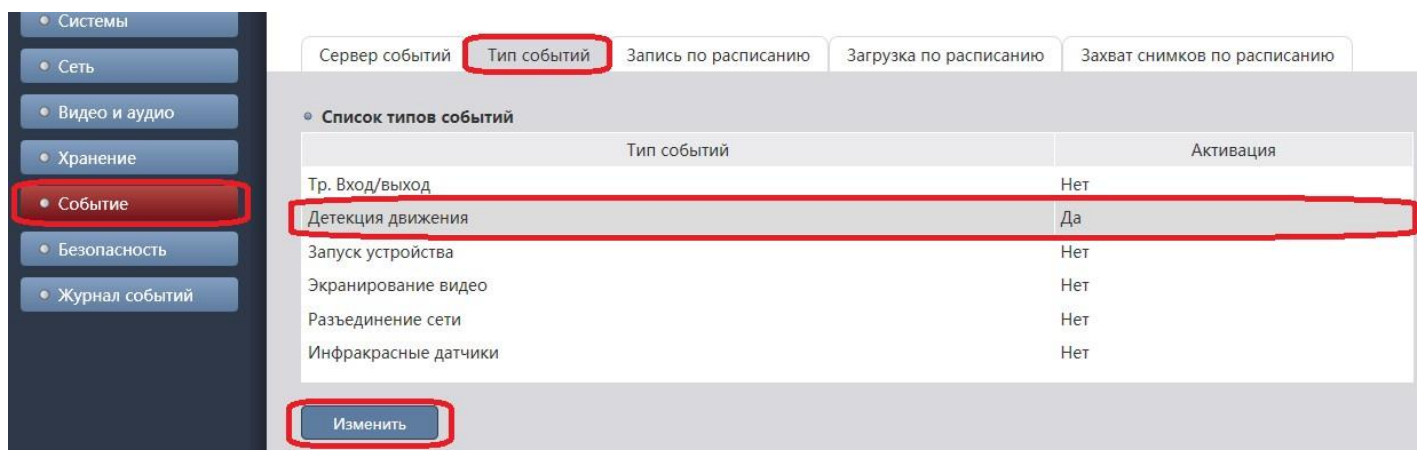 Системы
Сеть
Видео и аудио
Хранение
Событие
Безопасность
Журнал событий
Сервер событий Тип событий Запись по расписанию Загрузка по расписанию Захват снимков по расписанию
Список типов событий
Тип событий Активация
Тр. Вход/выход Нет
Детекция движения Да
Запуск устройства Нет
Экранирование видео Нет
Разъединение сети Нет
Инфракрасные датчики Нет
Изменить